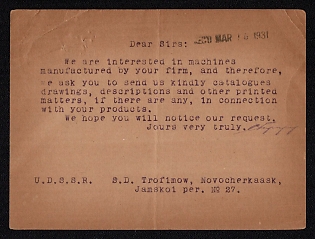 Dear Sirs:
MAR 16 1931
We are interested in machines
manufactured by your firm, and therefore,
we ask you to send us kindly catalogues
drawings, descriptions and other printed
matters, if there are any, in connection
with your products.
We hope you will notice our request,
Jours very truly.
U.D.S.S.R. S.D. Trofimow, Novocherkaask,
Jamskoi per. № 27.